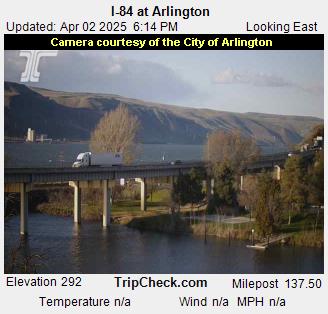 I-84 at Arlington
Updated: Apr 02 2025 6:14 PM Looking East
Camera courtesy of the City of Arlington
Elevation 292 TripCheck.com Milepost 137.50
Temperature n/a Wind n/a MPH n/a